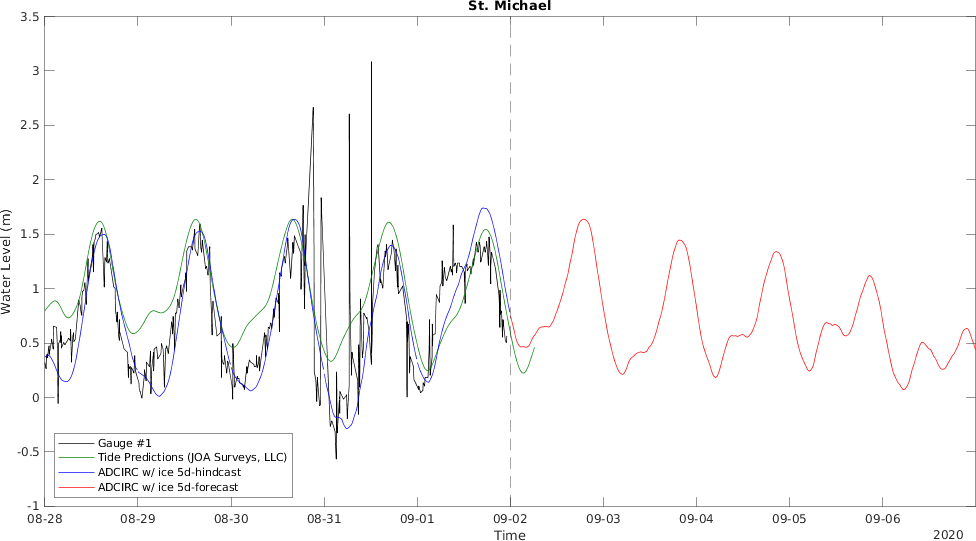 St. Michael
3.5
3
2.5
2
1.5
1
0.5
0
-0.5
-1
Water Level (m)
Gauge #1
Tide Predictions (JOA Surveys, LLC)
ADCIRC w/ ice 5d-hindcast
ADCIRC w/ ice 5d-forecast
08-28 08-29 08-30 08-31 09-01 09-02 09-03 09-04 09-05 09-06
Time
2020